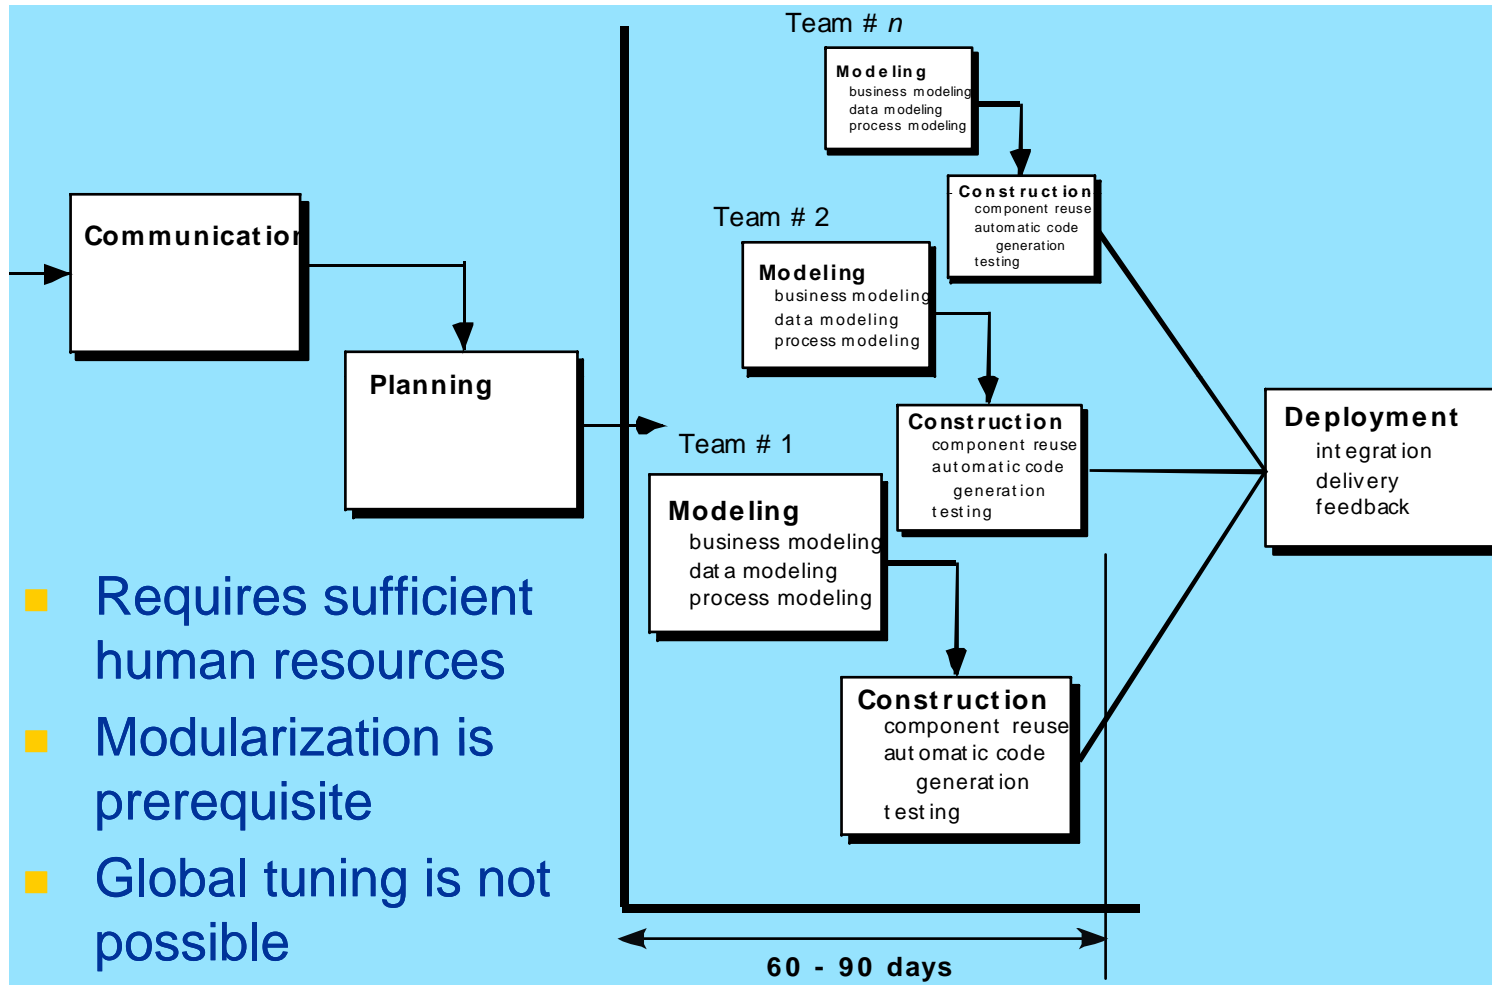 Team # n
Modeling
business modeling
data modeling
process modeling
Construction
component reuse
automatic code
generation
testing
Team # 2
Modeling
business modeling
data modeling
process modeling
Construction
component reuse
automatic code
generation
testing
Communication
Planning
Team # 1
Modeling
business modeling
data modeling
process modeling
Construction
component reuse
automatic code
generation
testing
Deployment
integration
delivery
feedback
Requires sufficient
human resources
Modularization is
prerequisite
Global tuning is not
possible
60 - 90 days